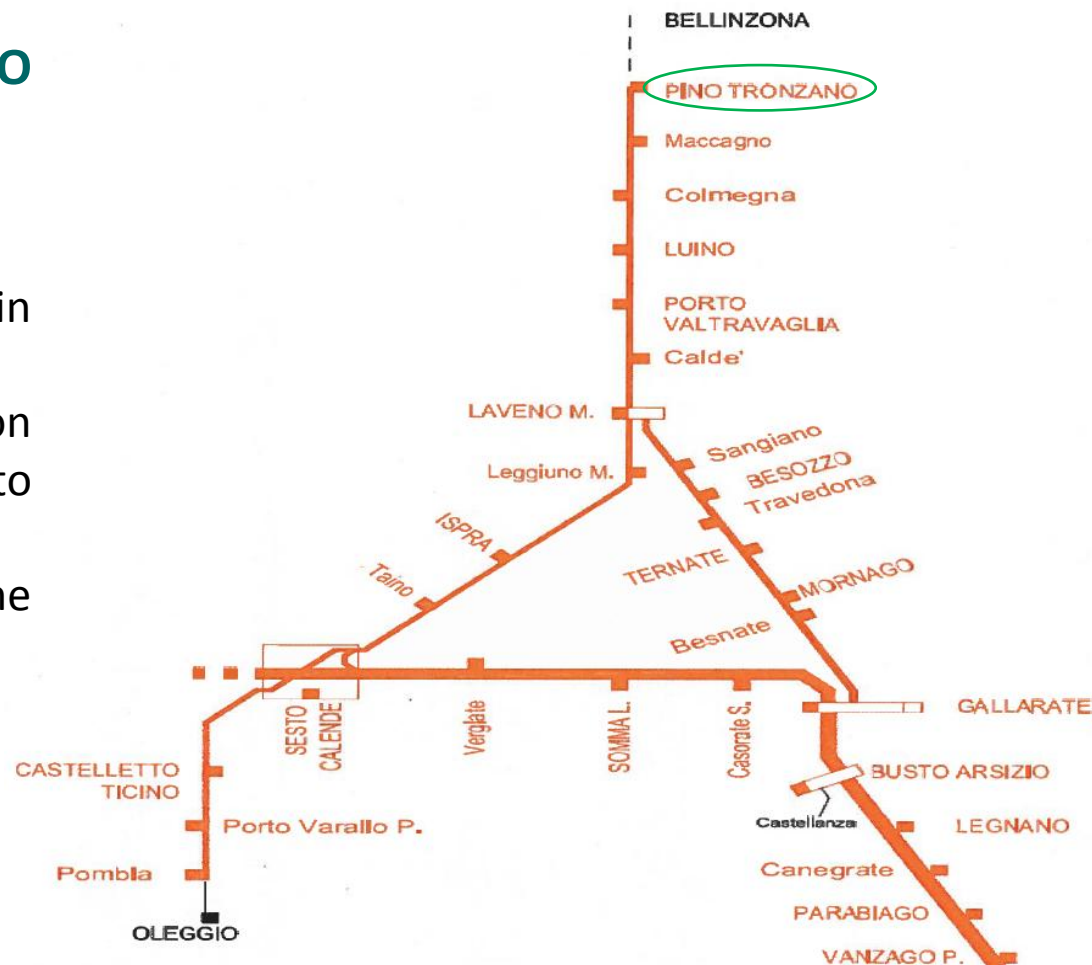 O
in
on
to
ne
BELLINZONA
PINO TRONZANO
Maccagno
Colmegna
LUINO
PORTO
VALTRAVAGLIA
Calde'
LAVENO M.
Leggiuno M.
Sangiano
BESOZZO
Travedona
ISPRA
Taino
TERNATE
MORNAGO
Besnate
SESTO
CALENDE
Vergiate
SOMMA L.
Casorate S.
GALLARATE
BUSTO ARSIZIO
Castellanza
LEGNANO
Canegrate
PARABIAGO
VANZAGO P.
CASTELLETTO
TICINO
Porto Varallo P.
Pombia
OLEGGIO